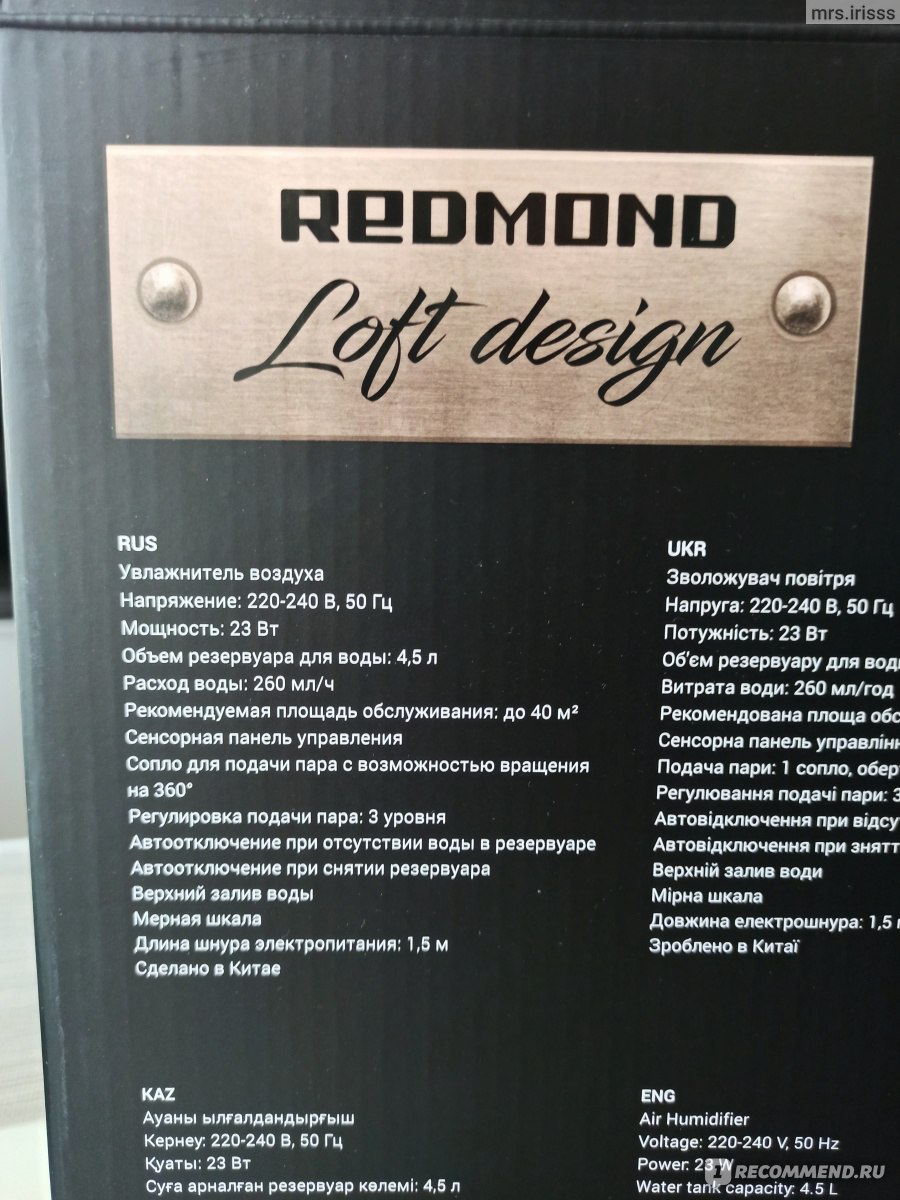 mrs.irisss
REDMOND
Loft design
RUS
Увлажнитель воздуха
Напряжение: 220-240 В, 50 Гц
Мощность: 23 Вт
Объем резервуара для воды: 4,5 л
Расход воды: 260 мл/ч
Рекомендуемая площадь обслуживания: до 40 м²
Сенсорная панель управления
Сопло для подачи пара с возможностью вращения
на 360°
Регулировка подачи пара: 3 уровня
Автоотключение при отсутствии воды в резервуаре
Автоотключение при снятии резервуара
Верхний залив воды
Мерная шкала
Длина шнура электропитания: 1,5 м
Сделано в Китае
UKR
Зволожувач повітря
Напруга: 220-240 В, 50 Гц
Потужність: 23 Вт
Об'єм резервуару для
Витрата води: 260 мл/год
Рекомендована площа
Сенсорна панель
Подача пари: 1 сопло,
Регулювання подачі пари:
Автовідключення при
Автовідключення при
Верхній залив води
Мірна шкала
Довжина електрошнура: 1,5
Зроблено в Китаї
KAZ
Ауаны ылғалдандырғыш
Кернеу: 220-240 В, 50 Гц
Қуаты: 23 Вт
Суға арналған резервуар көлемі: 4,5 л
ENG
Air Humidifier
Voltage: 220-240 V, 50 Hz
Power: 23 W
Water tank capacity: 4.5 L
RECOMMEND.RU